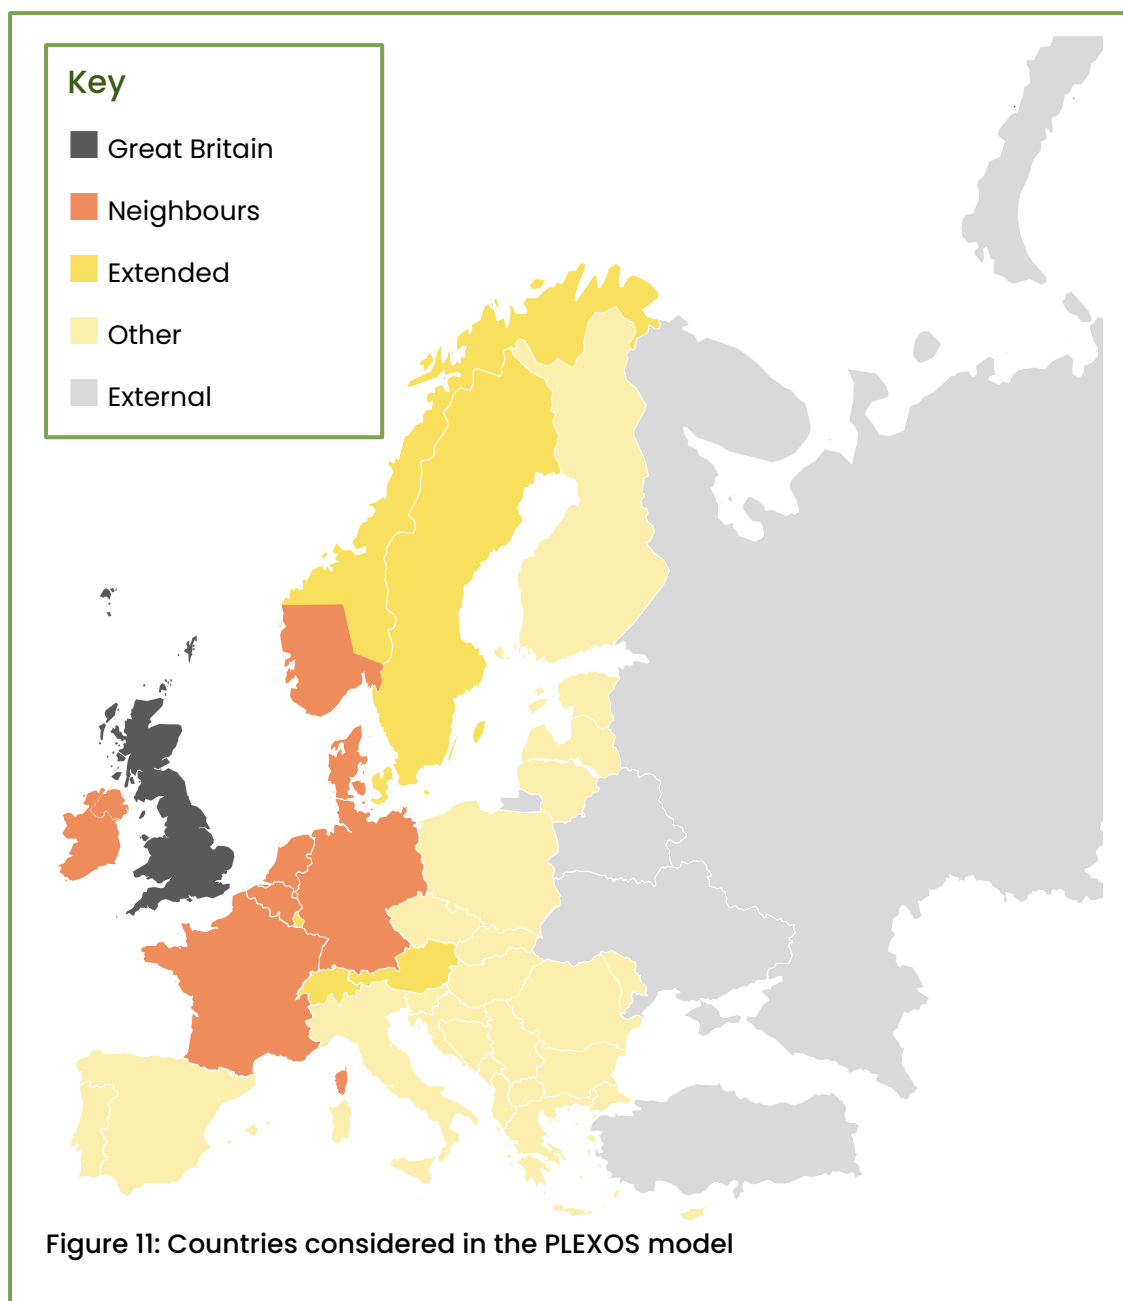 Key
Great Britain
Neighbours
Extended
Other
External
Figure 11: Countries considered in the PLEXOS model